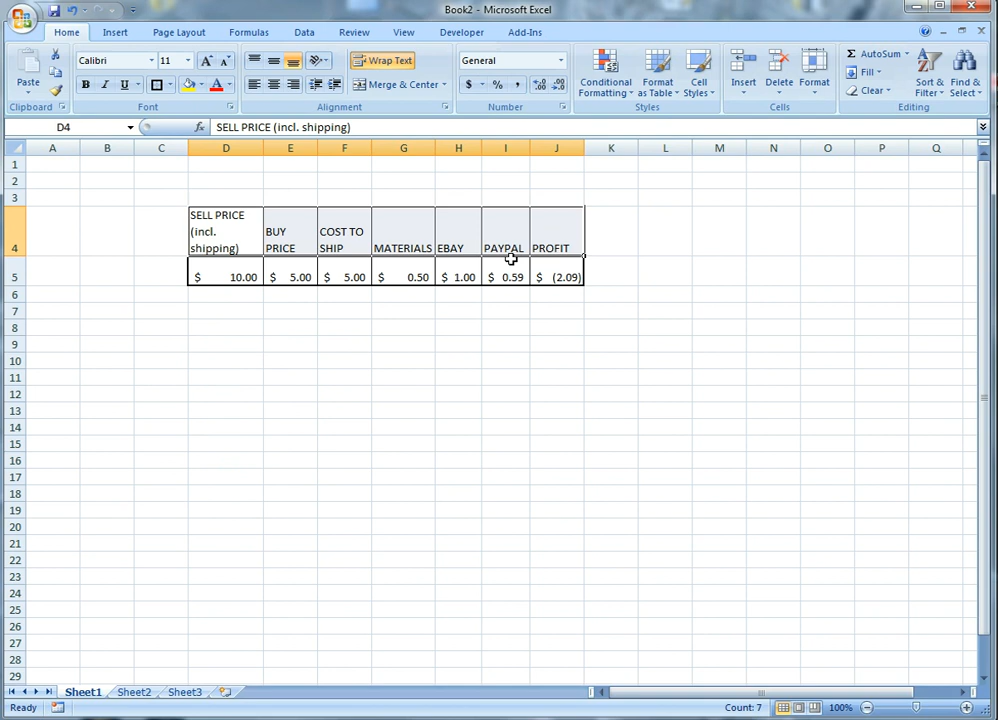 Book2 - Microsoft Excel
Home Insert Page Layout Formulas Data Review View Developer Add-Ins
Calibri 11 Wrap Text General AutoSum
Paste Conditional Format Cell Insert Delete Format Fill Sort & Find &
B I U Merge & Center $ % , Formatting as Table Styles Clear Filter Select
Clipboard Font Alignment Number Styles Cells Editing
D4 fx SELL PRICE (incl. shipping)
A B C D E F G H I J K L M N O P Q
1
2
3
SELL PRICE
(incl. BUY COST TO
4 shipping) PRICE SHIP MATERIALS EBAY PAYPAL PROFIT
5 $ 10.00 $ 5.00 $ 5.00 $ 0.50 $ 1.00 $ 0.59 $ (2.09)
6
7
8
9
10
11
12
13
14
15
16
17
18
19
20
21
22
23
24
25
26
27
28
29
Sheet1 Sheet2 Sheet3
Ready Count: 7 100%